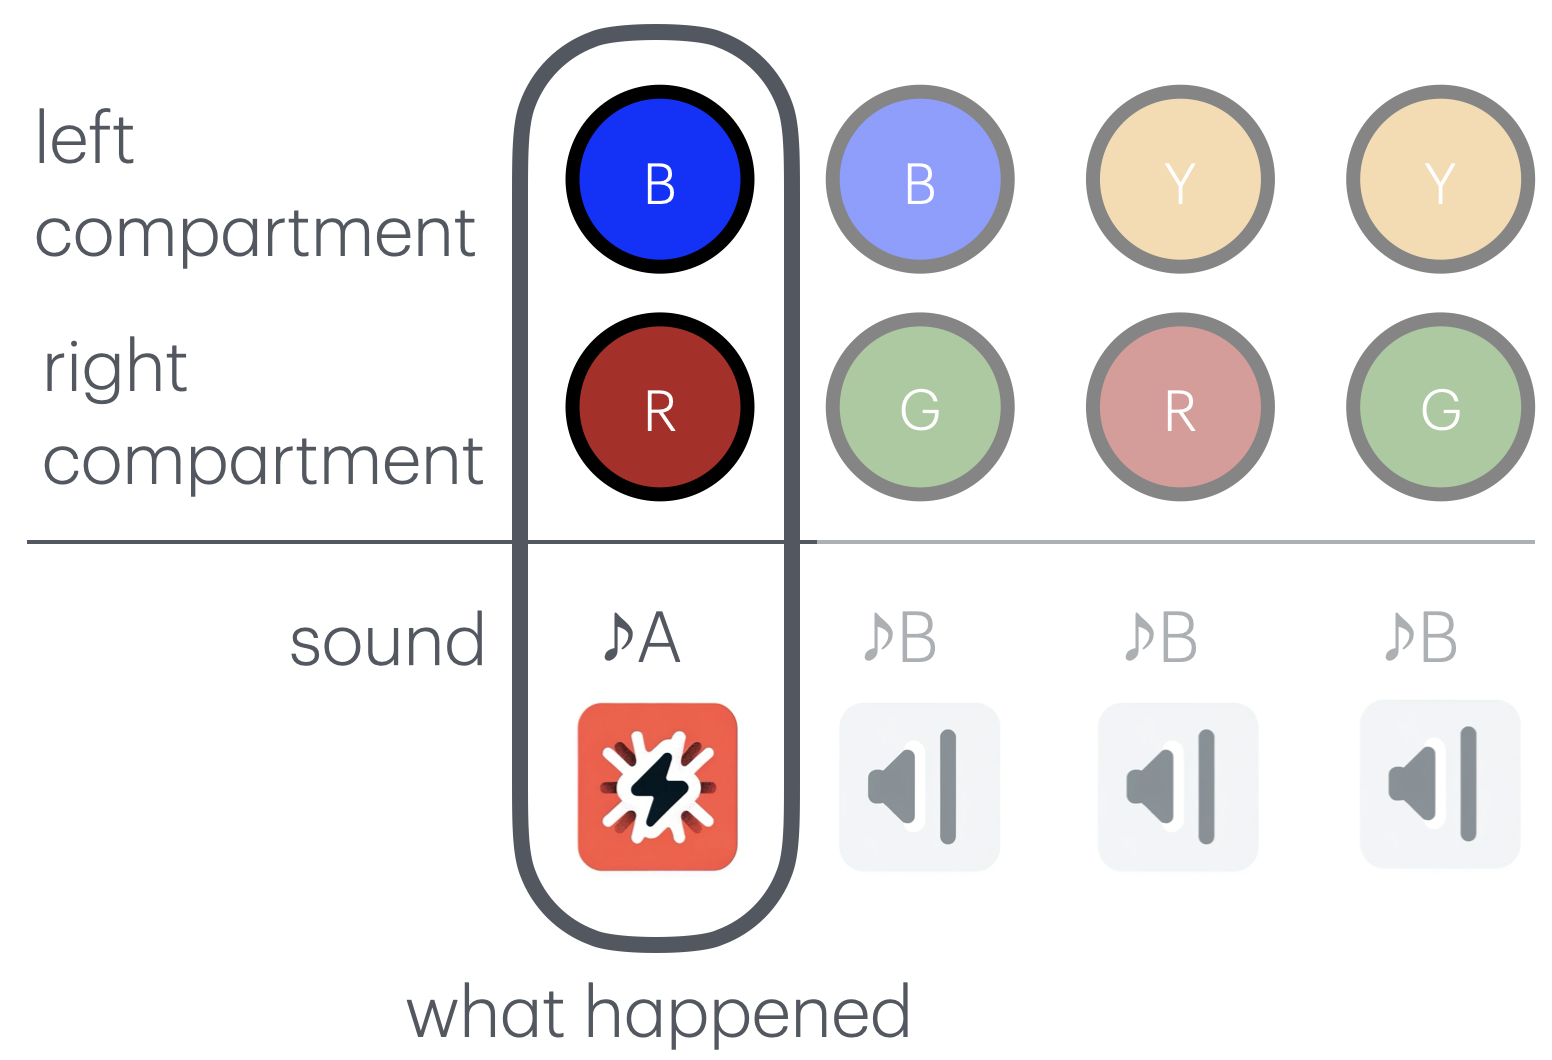 left
compartment
B B Y Y
right
compartment
R G R G
sound ♪A ♪B ♪B ♪B
what happened